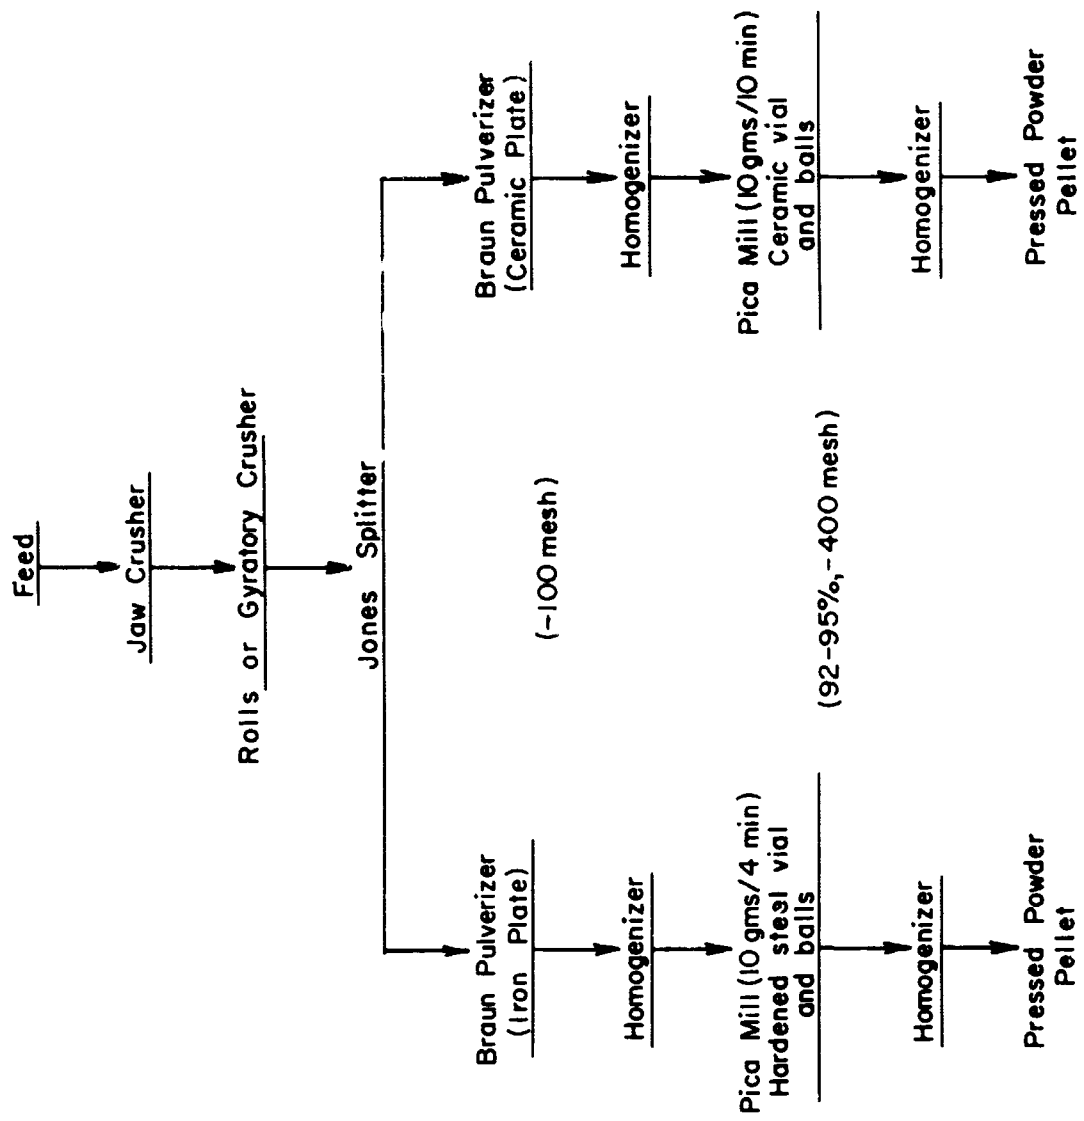 Feed
Jaw Crusher
Rolls or Gyratory Crusher
Jones Splitter
Braun Pulverizer
(Iron Plate)
Homogenizer
Pica Mill (10 gms/4 min)
Hardened steel vial
and balls
Homogenizer
Pressed Powder
Pellet
(-100 mesh)
(92-95%,-400 mesh)
Braun Pulverizer
(Ceramic Plate)
Homogenizer
Pica Mill (10 gms/10 min)
Ceramic vial
and balls
Homogenizer
Pressed Powder
Pellet